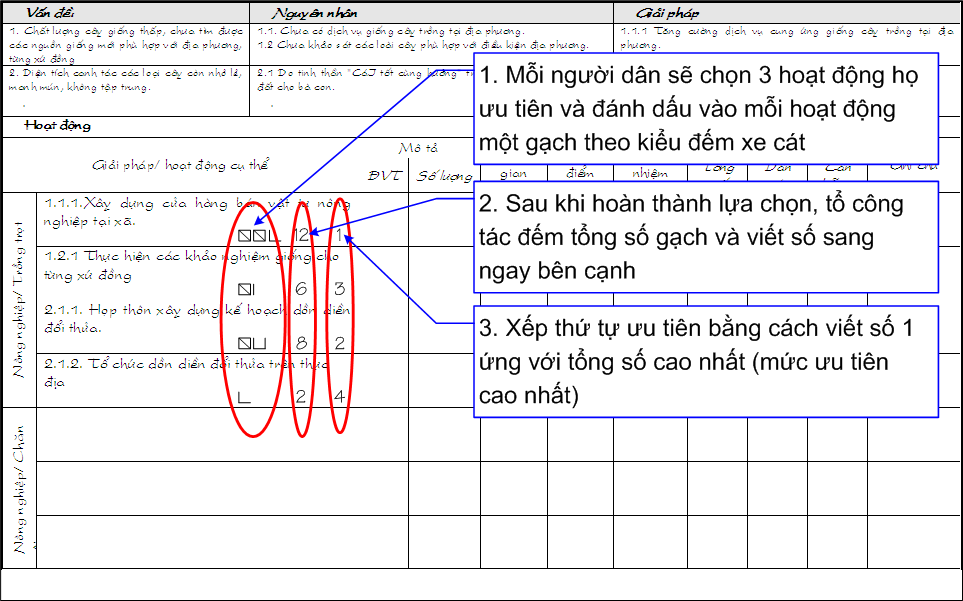 Vấn đề Nguyên nhân Giải pháp
1. Chất lượng cây giống thấp, chưa tìm được
các nguồn giống mới phù hợp với địa phương,
từng xứ đồng
1.1. Chưa có dịch vụ giống cây trồng tại địa phương.
1.2 Chưa khảo sát các loài cây phù hợp với điều kiện địa phương.
1.1.1 Tăng cường dịch vụ cung ứng giống cây trồng tại địa
phương.
2. Diện tích canh tác các loại cây còn nhỏ lẻ,
manh mún, không tập trung.
2.1 Do tinh thần "Có tốt cùng hưởng"
đất cho bà con.
Hoạt động
Giải pháp/ hoạt động cụ thể
Mô tả
ĐVT Số lượng gian điểm nhiệm
Nông nghiệp/ Trồng trọt
1.1.1.Xây dựng cửa hàng bán vật tư nông
nghiệp tại xã.
12 1
1.2.1 Thực hiện các khảo nghiệm giống cho
từng xứ đồng
6 3
2.1.1. Họp thôn xây dựng kế hoạch dồn điền
đổi thửa.
8 2
2.1.2. Tổ chức dồn điền đổi thửa trên thực
địa
2 4
Nông nghiệp/ Chăn
1. Mỗi người dân sẽ chọn 3 hoạt động họ
ưu tiên và đánh dấu vào mỗi hoạt động
một gạch theo kiểu đếm xe cát
2. Sau khi hoàn thành lựa chọn, tổ công
tác đếm tổng số gạch và viết số sang
ngay bên cạnh
3. Xếp thứ tự ưu tiên bằng cách viết số 1
ứng với tổng số cao nhất (mức ưu tiên
cao nhất)